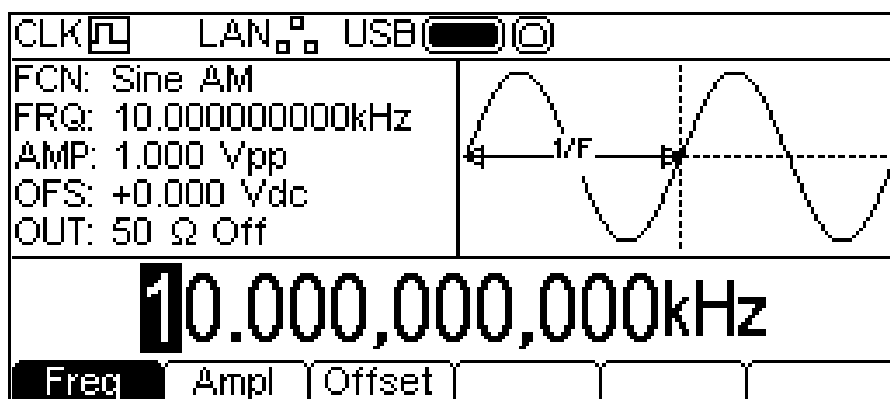 CLK LAN USB
FCN: Sine AM
FRQ: 10.000000000kHz
AMP: 1.000 Vpp
OFS: +0.000 Vdc
OUT: 50 Ω Off
1/F
10.000,000,000kHz
Freq Ampl Offset